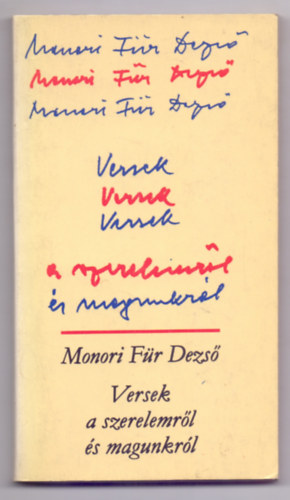 Monori Für Dezső
Monori Für Dezső
Monori Für Dezső
Versek
Versek
Versek
a szerelemről
és magunkról
Monori Für Dezső
Versek
a szerelemről
és magunkról